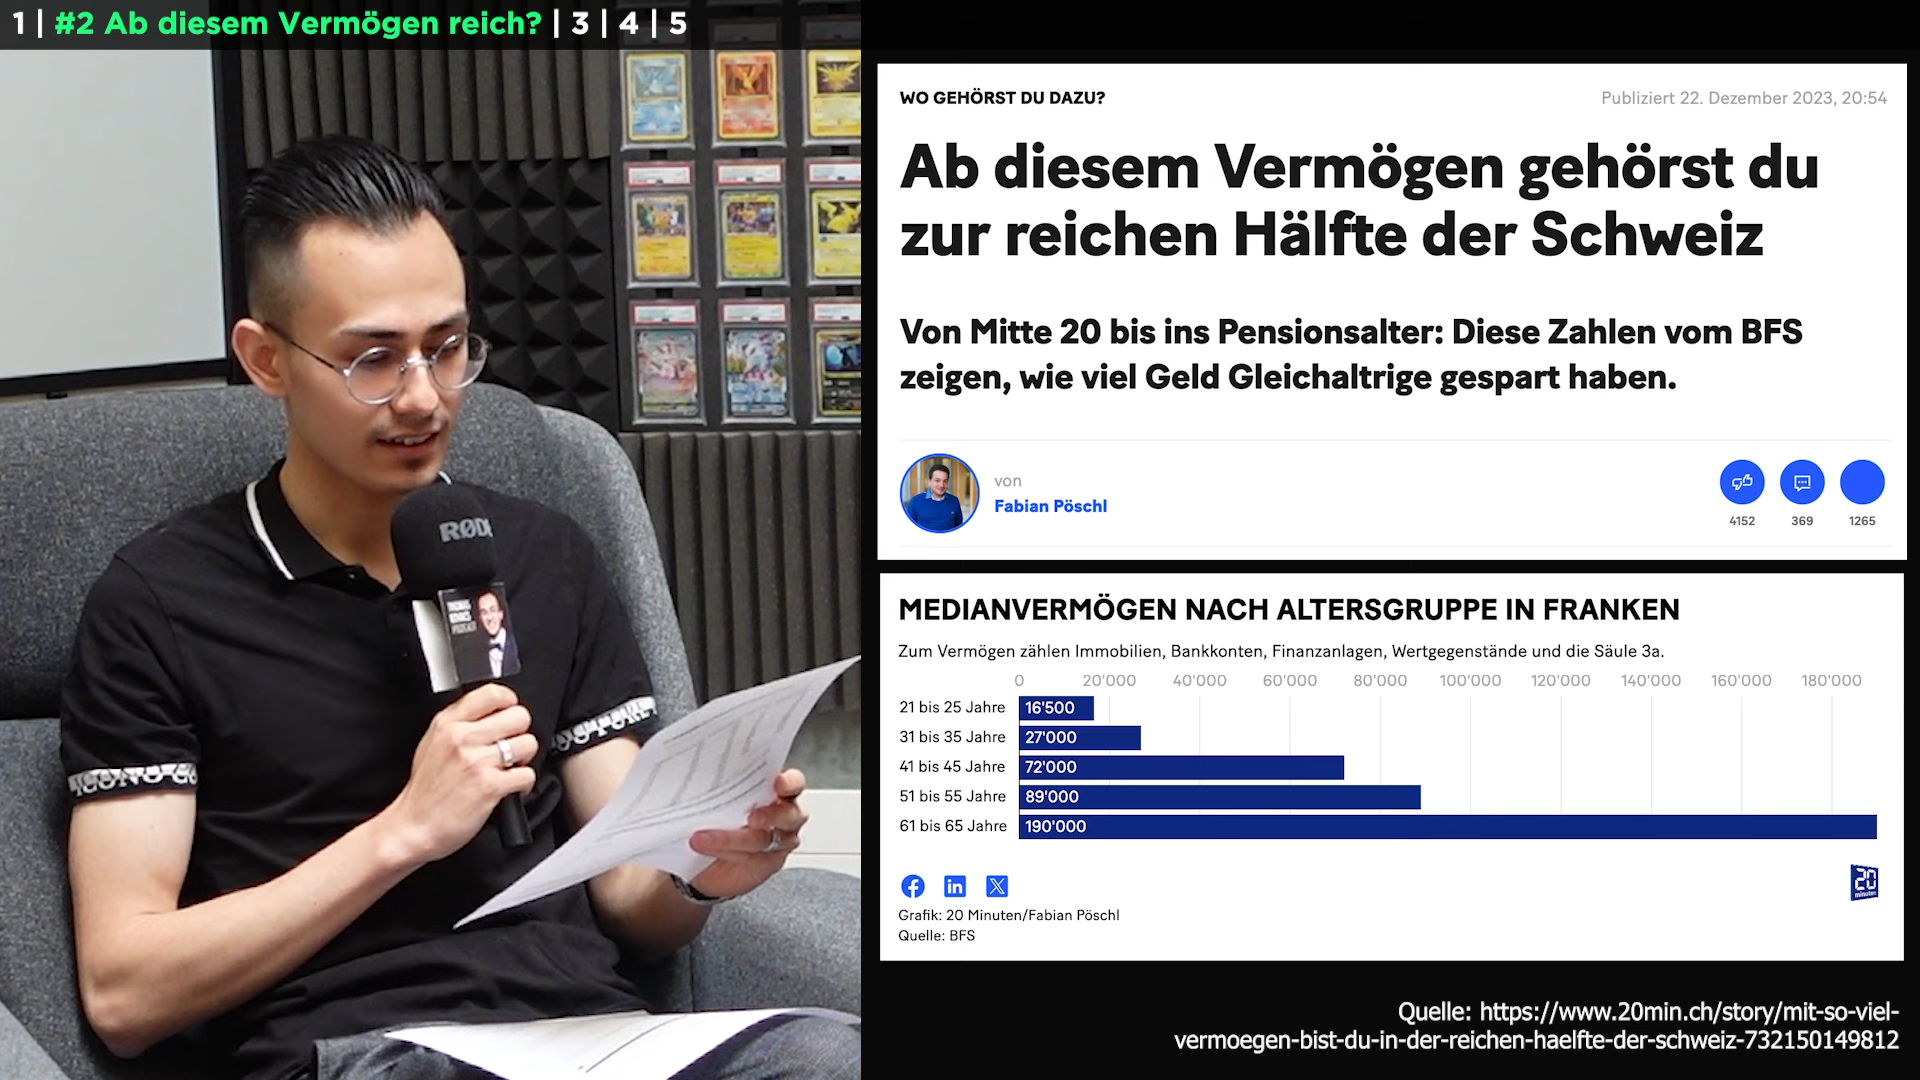 1 | #2 Ab diesem Vermögen reich? | 3 | 4 | 5
RØDE
ICONO
WO GEHÖRST DU DAZU?
Publiziert 22. Dezember 2023, 20:54
Ab diesem Vermögen gehörst du
zur reichen Hälfte der Schweiz
Von Mitte 20 bis ins Pensionsalter: Diese Zahlen vom BFS
zeigen, wie viel Geld Gleichaltrige gespart haben.
von
Fabian Pöschl
4152 369 1265
MEDIANVERMÖGEN NACH ALTERSGRUPPE IN FRANKEN
Zum Vermögen zählen Immobilien, Bankkonten, Finanzanlagen, Wertgegenstände und die Säule 3a.
0 20'000 40'000 60'000 80'000 100'000 120'000 140'000 160'000 180'000
21 bis 25 Jahre 16'500
31 bis 35 Jahre 27'000
41 bis 45 Jahre 72'000
51 bis 55 Jahre 89'000
61 bis 65 Jahre 190'000
20
minuten
Grafik: 20 Minuten/Fabian Pöschl
Quelle: BFS
Quelle: https://www.20min.ch/story/mit-so-viel-
vermoegen-bist-du-in-der-reichen-haelfte-der-schweiz-732150149812